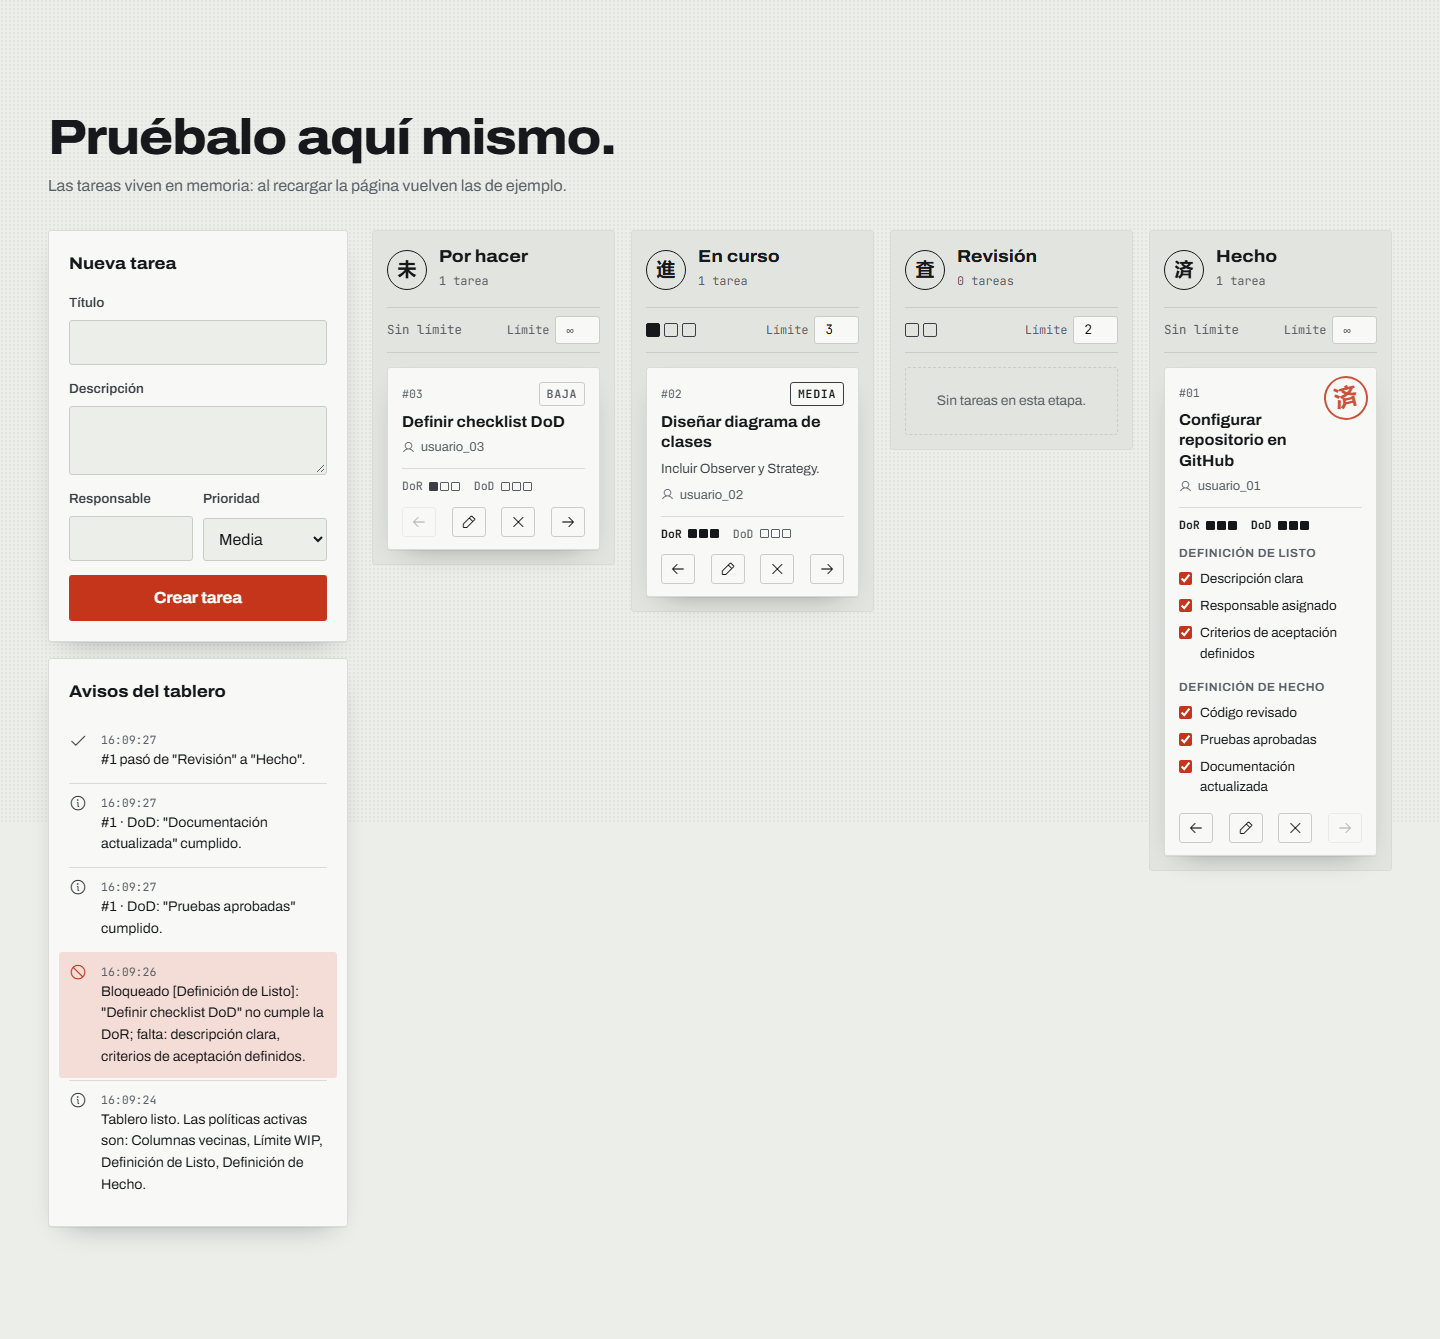 Pruébalo aquí mismo.
Las tareas viven en memoria: al recargar la página vuelven las de ejemplo.
Nueva tarea
Título
Descripción
Responsable
Prioridad
Media
Crear tarea
Avisos del tablero
16:09:27
#1 pasó de "Revisión" a "Hecho".
16:09:27
#1 · DoD: "Documentación
actualizada" cumplido.
16:09:27
#1 · DoD: "Pruebas aprobadas"
cumplido.
16:09:26
Bloqueado [Definición de Listo]:
"Definir checklist DoD" no cumple la
DoR; falta: descripción clara,
criterios de aceptación definidos.
16:09:24
Tablero listo. Las políticas activas
son: Columnas vecinas, Límite WIP,
Definición de Listo, Definición de
Hecho.
未
Por hacer
1 tarea
Sin límite
Límite ∞
#03
BAJA
Definir checklist DoD
usuario_03
DoR
DoD
進
En curso
1 tarea
Límite 3
#02
MEDIA
Diseñar diagrama de
clases
Incluir Observer y Strategy.
usuario_02
DoR
DoD
査
Revisión
0 tareas
Límite 2
Sin tareas en esta etapa.
済
Hecho
1 tarea
Sin límite
Límite ∞
#01
済
Configurar
repositorio en
GitHub
usuario_01
DoR
DoD
DEFINICIÓN DE LISTO
Descripción clara
Responsable asignado
Criterios de aceptación
definidos
DEFINICIÓN DE HECHO
Código revisado
Pruebas aprobadas
Documentación
actualizada